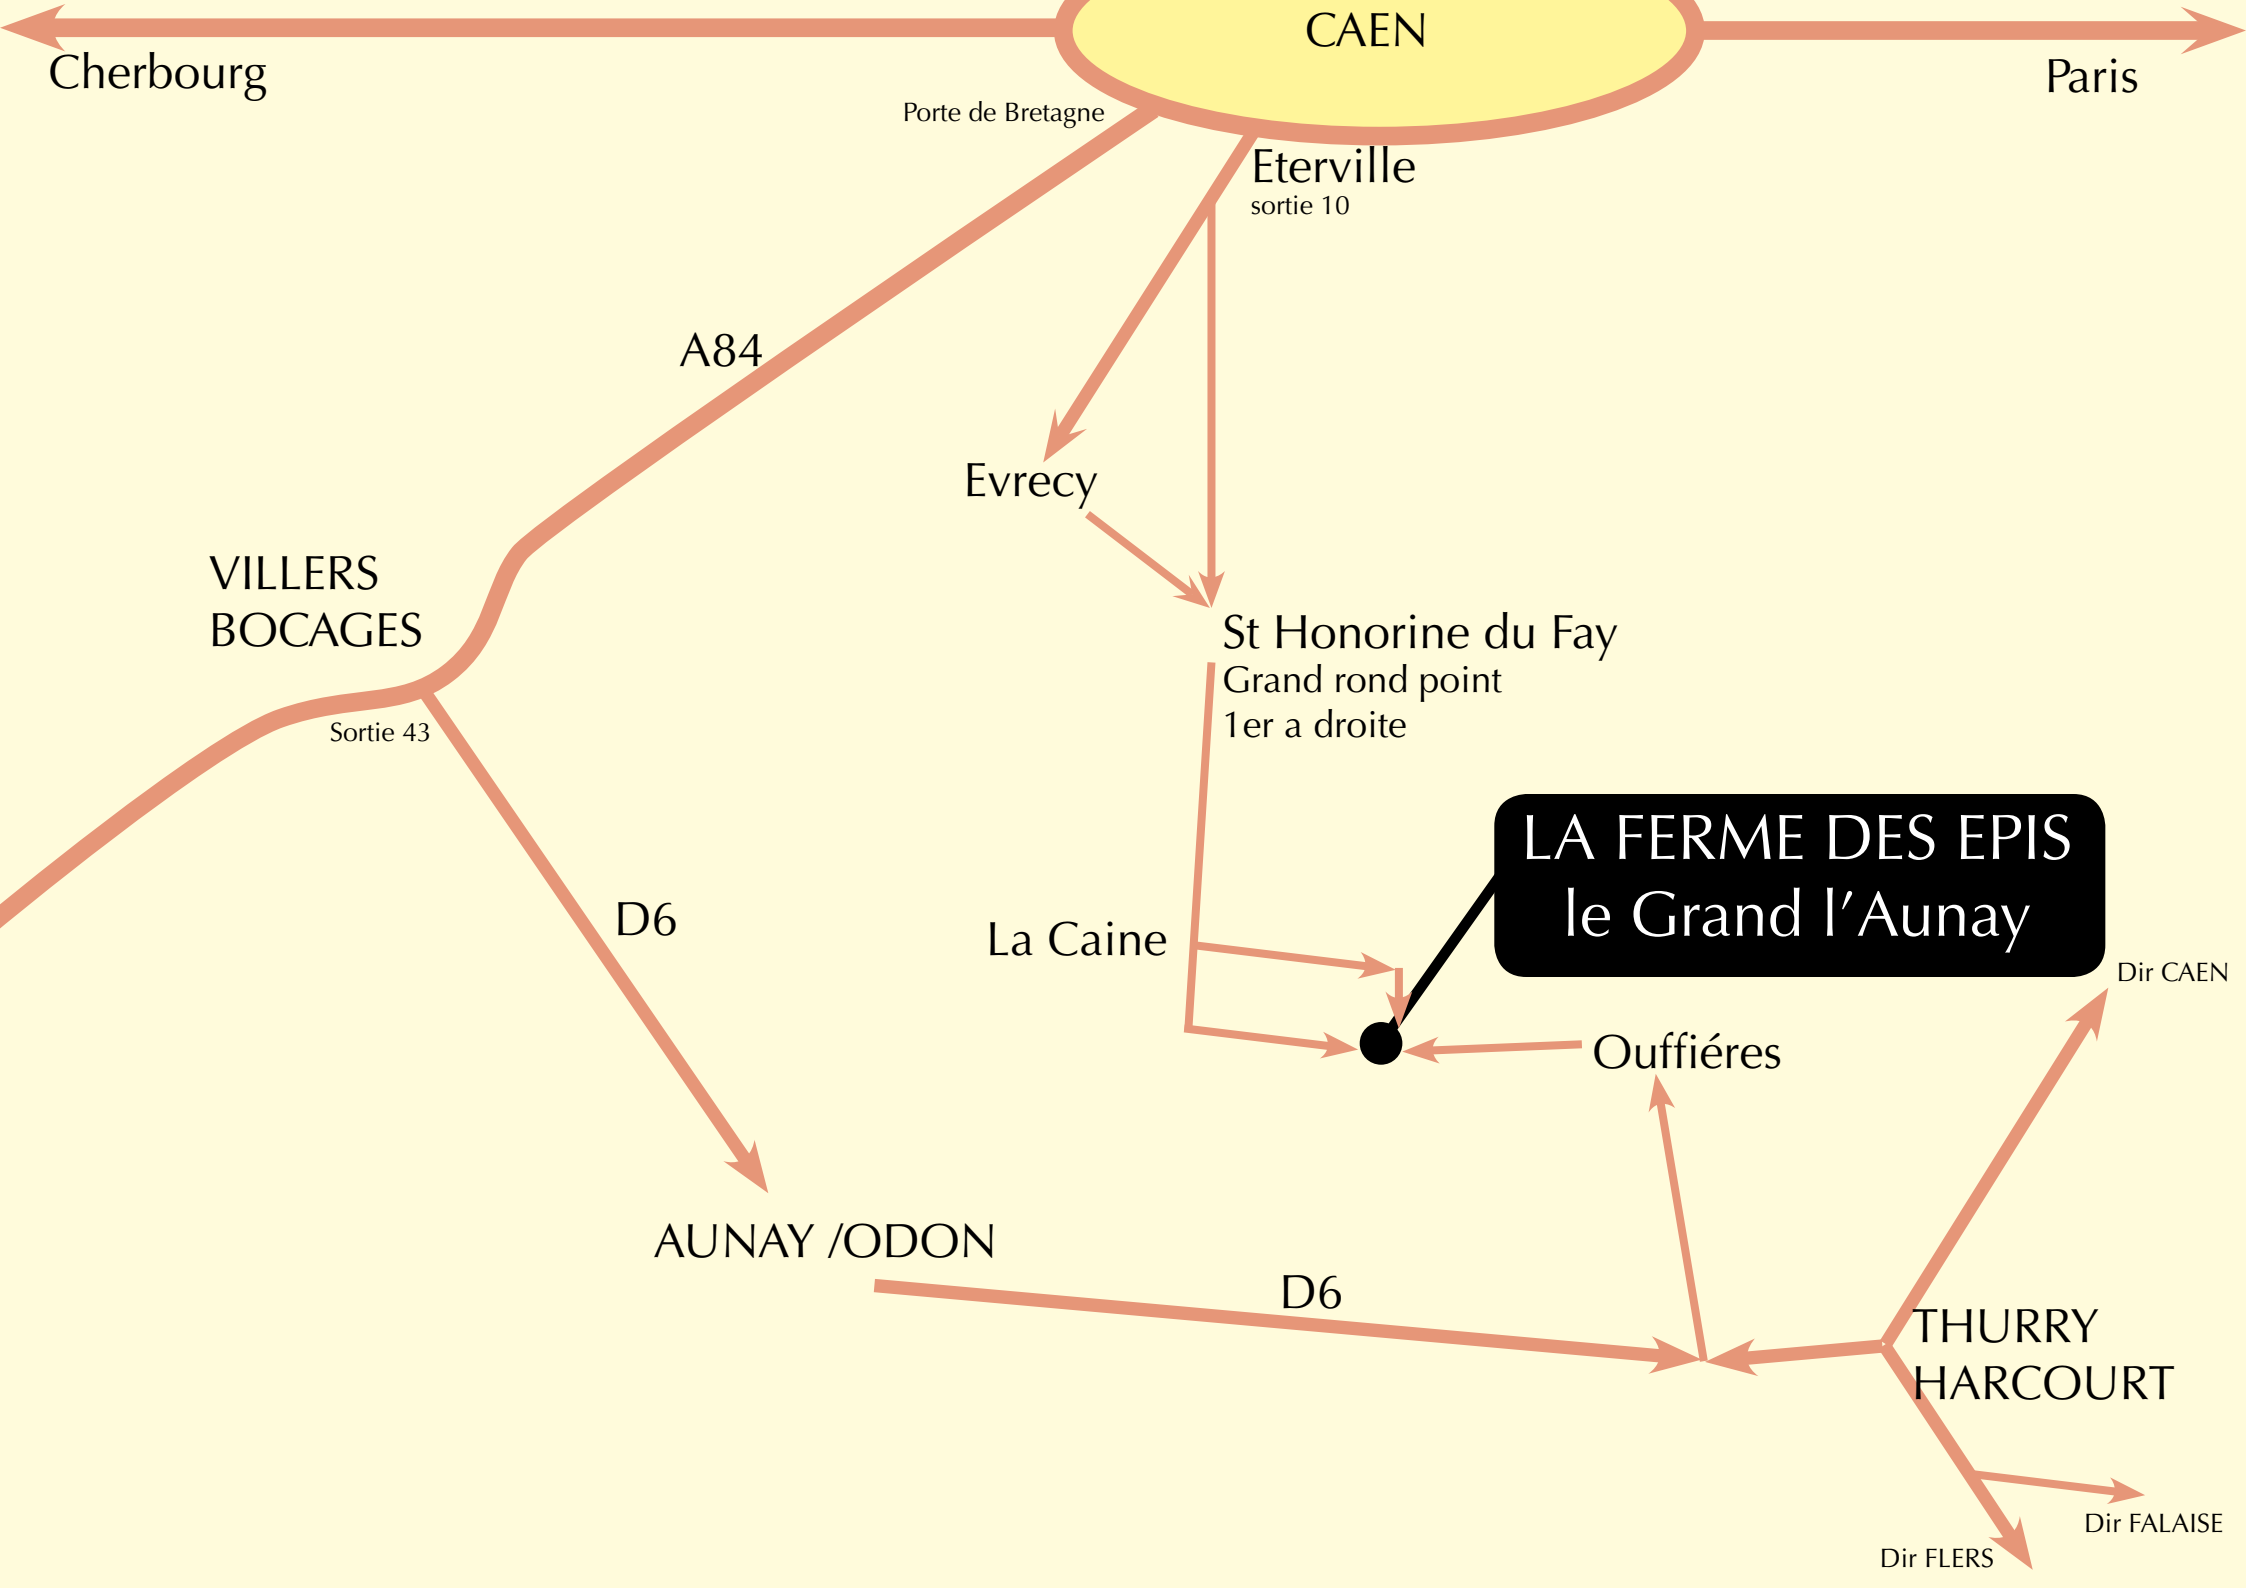 CAEN
Cherbourg
Paris
Porte de Bretagne
Eterville
sortie 10
A84
Evrecy
VILLERS
BOCAGES
St Honorine du Fay
Grand rond point
1er a droite
Sortie 43
LA FERME DES EPIS
le Grand l’Aunay
D6
La Caine
Dir CAEN
Ouffiéres
AUNAY /ODON
D6
THURRY
HARCOURT
Dir FALAISE
Dir FLERS